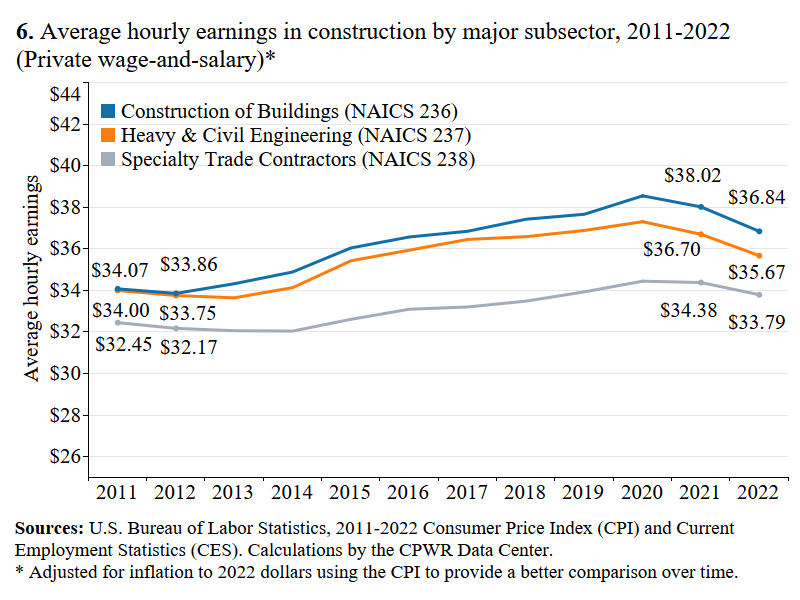 6. Average hourly earnings in construction by major subsector, 2011-2022
(Private wage-and-salary)*
$44
Construction of Buildings (NAICS 236)
$42
Heavy & Civil Engineering (NAICS 237)
Specialty Trade Contractors (NAICS 238)
$40
$38.02
$36.84
$38
Average hourly earnings
$36
$36.70
$34.07 $33.86
$35.67
$34
$34.00 $33.75
$34.38
$33.79
$32
$32.45 $32.17
$30
$28
$26
2011 2012 2013 2014 2015 2016 2017 2018 2019 2020 2021 2022
Sources: U.S. Bureau of Labor Statistics, 2011-2022 Consumer Price Index (CPI) and Current
Employment Statistics (CES). Calculations by the CPWR Data Center.
* Adjusted for inflation to 2022 dollars using the CPI to provide a better comparison over time.